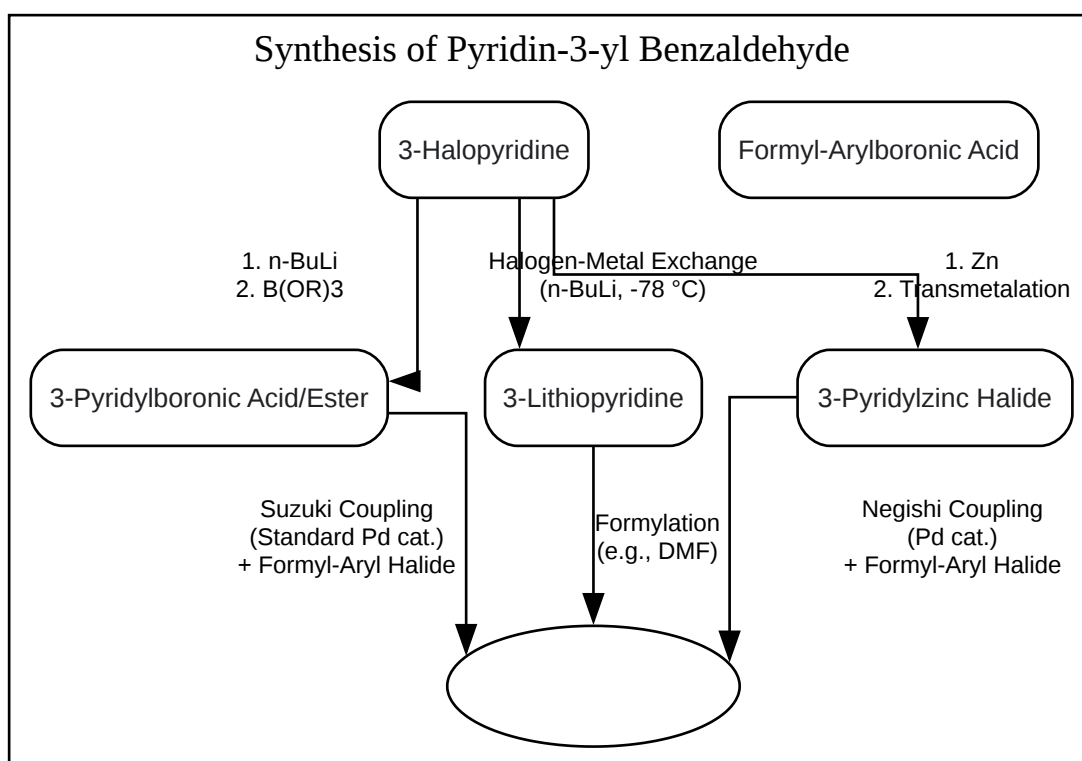 Synthesis of Pyridin-3-yl Benzaldehyde
3-Halopyridine
Formyl-Arylboronic Acid
1. n-BuLi
2. B(OR)3
Halogen-Metal Exchange
(n-BuLi, -78 °C)
1. Zn
2. Transmetalation
3-Pyridylboronic Acid/Ester
3-Lithiopyridine
3-Pyridylzinc Halide
Suzuki Coupling
(Standard Pd cat.)
+ Formyl-Aryl Halide
Formylation
(e.g., DMF)
Negishi Coupling
(Pd cat.)
+ Formyl-Aryl Halide